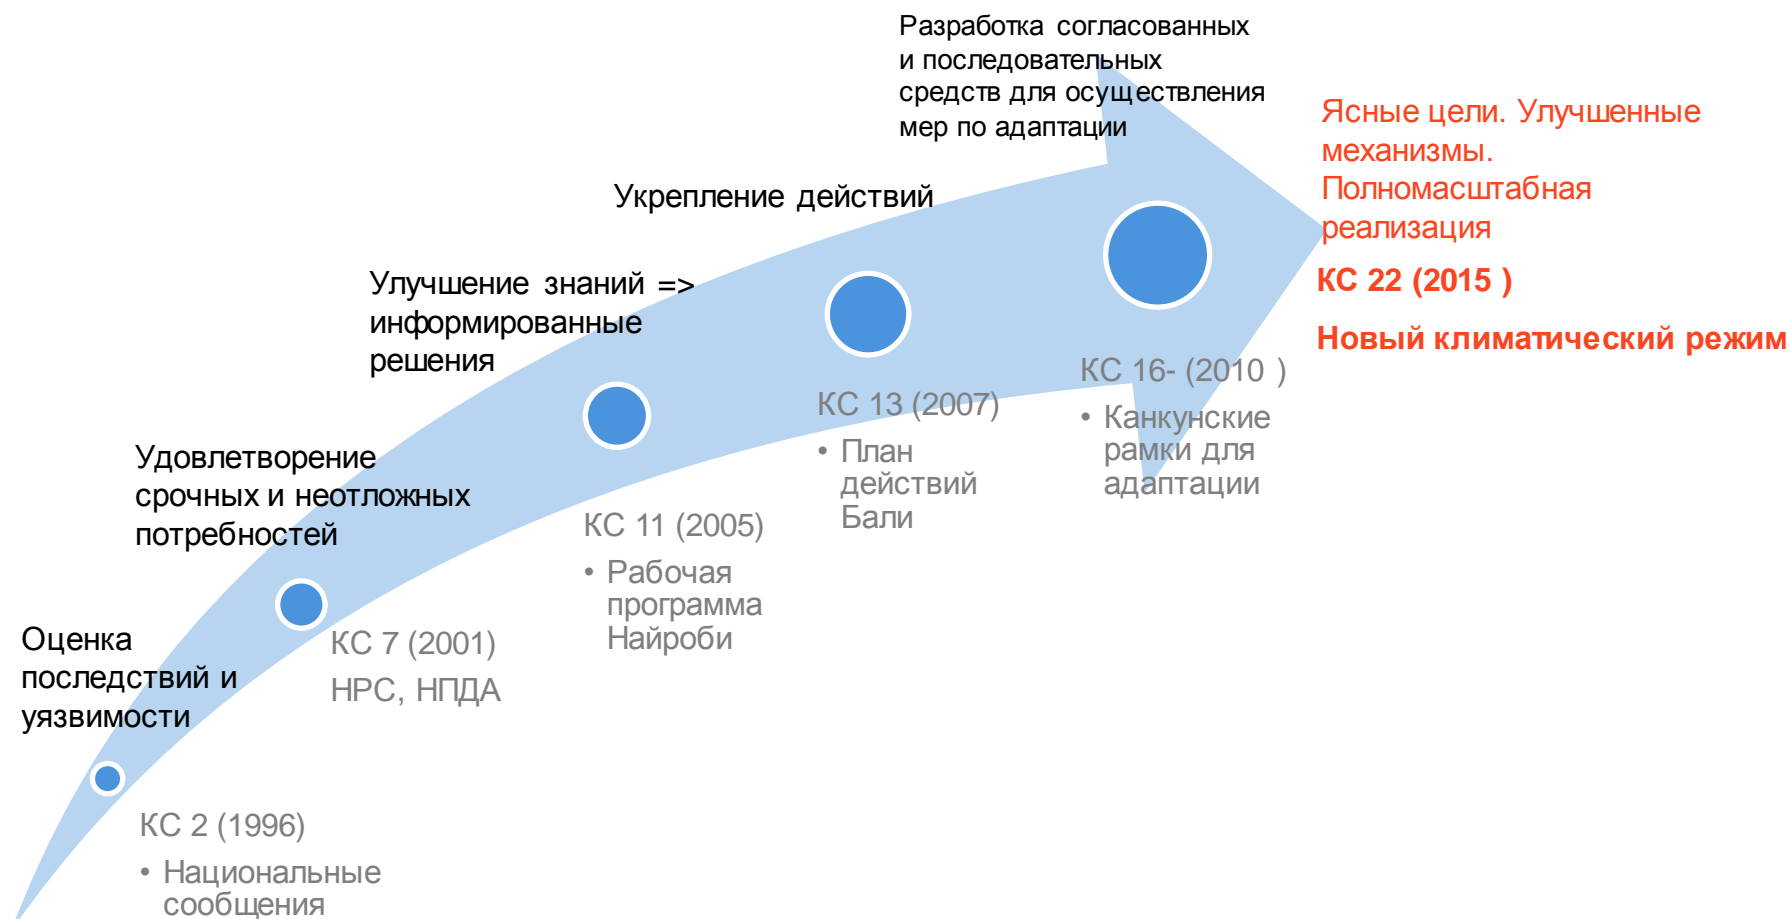 Разработка согласованных
и последовательных
средств для осуществления
мер по адаптации
Ясные цели. Улучшенные
механизмы.
Полномасштабная
реализация
КС 22 (2015 )
Новый климатический режим
Укрепление действий
КС 16- (2010 )
• Канкунские
рамки для
адаптации
Улучшение знаний =>
информированные
решения
КС 13 (2007)
• План
действий
Бали
Удовлетворение
срочных и неотложных
потребностей
КС 11 (2005)
• Рабочая
программа
Найроби
Оценка
последствий и
уязвимости
КС 7 (2001)
НРС, НПДА
КС 2 (1996)
• Национальные
сообщения